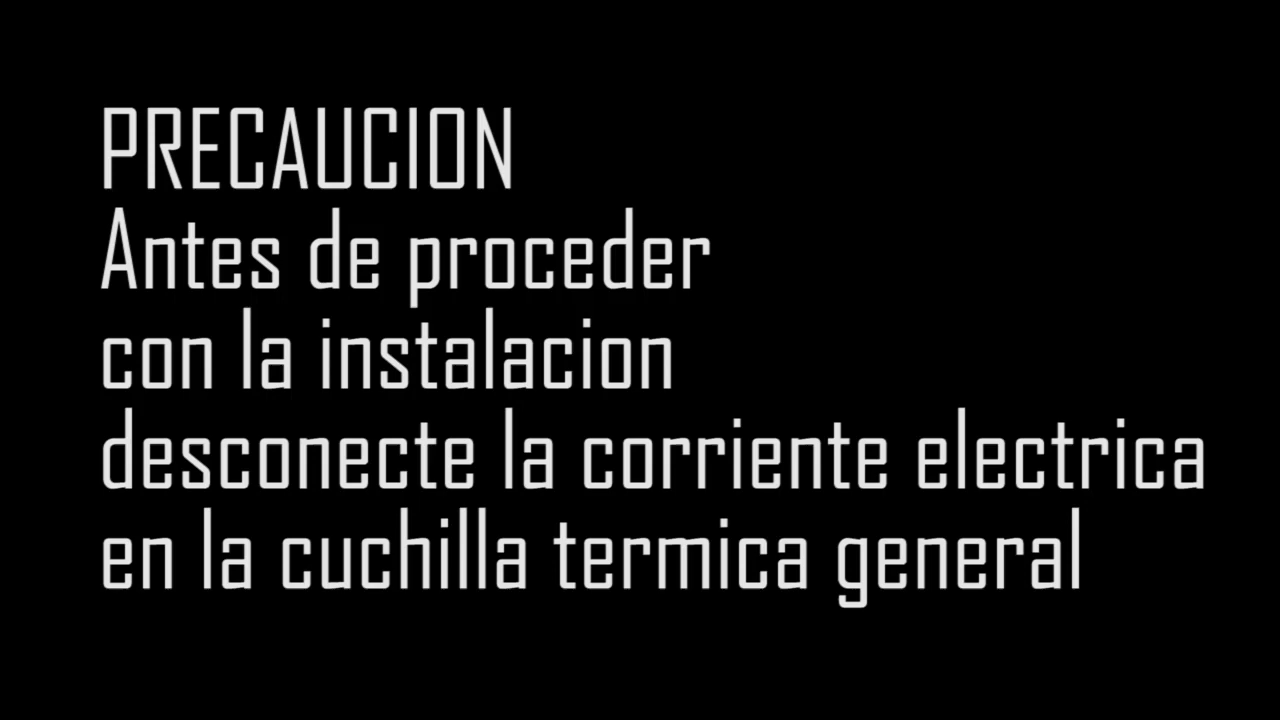 PRECAUCION
Antes de proceder
con la instalacion
desconecte la corriente electrica
en la cuchilla termica general